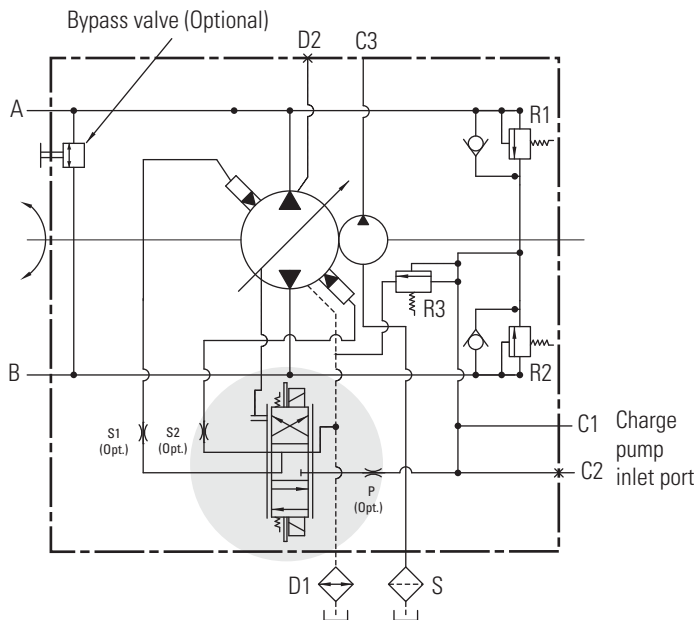 Bypass valve (Optional)
D2
C3
A
R1
R3
R2
B
S1
(Opt.)
S2
(Opt.)
C1
Charge
pump
inlet port
C2
P
(Opt.)
D1
S